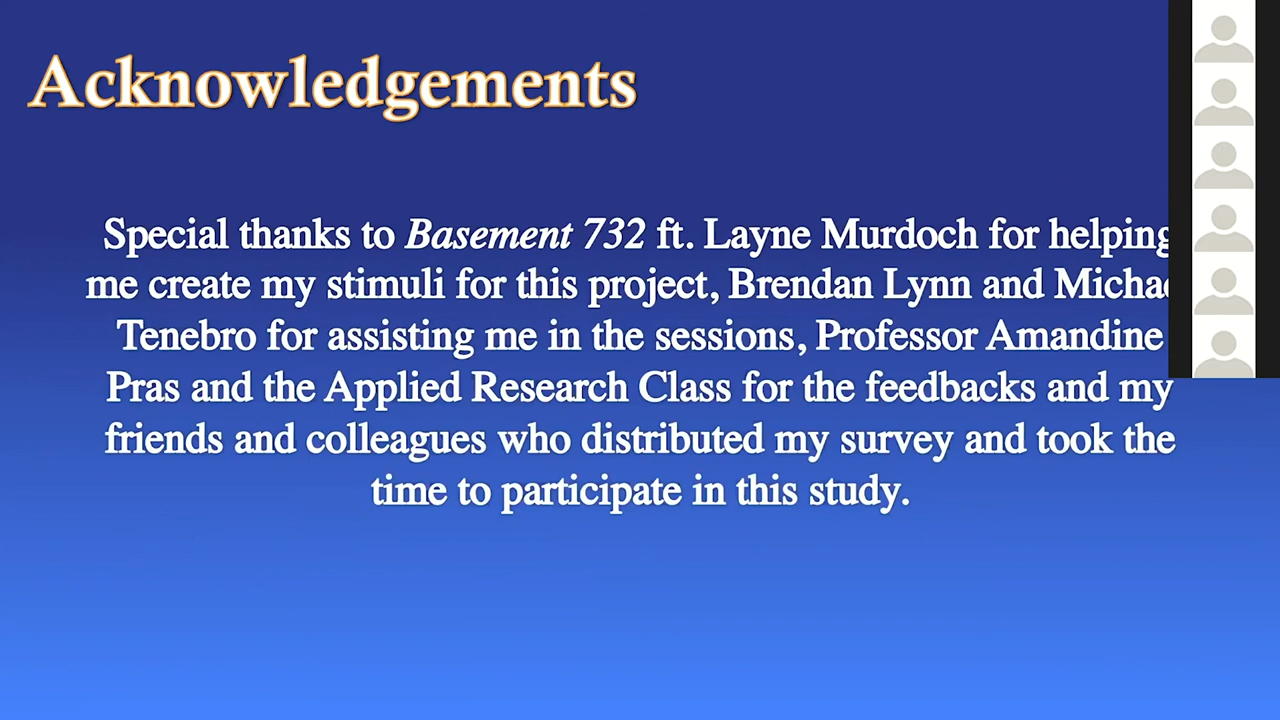 Acknowledgements
Special thanks to Basement 732 ft. Layne Murdoch for helping
me create my stimuli for this project, Brendan Lynn and
Tenebro for assisting me in the sessions, Professor Amandine
Pras and the Applied Research Class for the feedbacks and my
friends and colleagues who distributed my survey and took the
time to participate in this study.